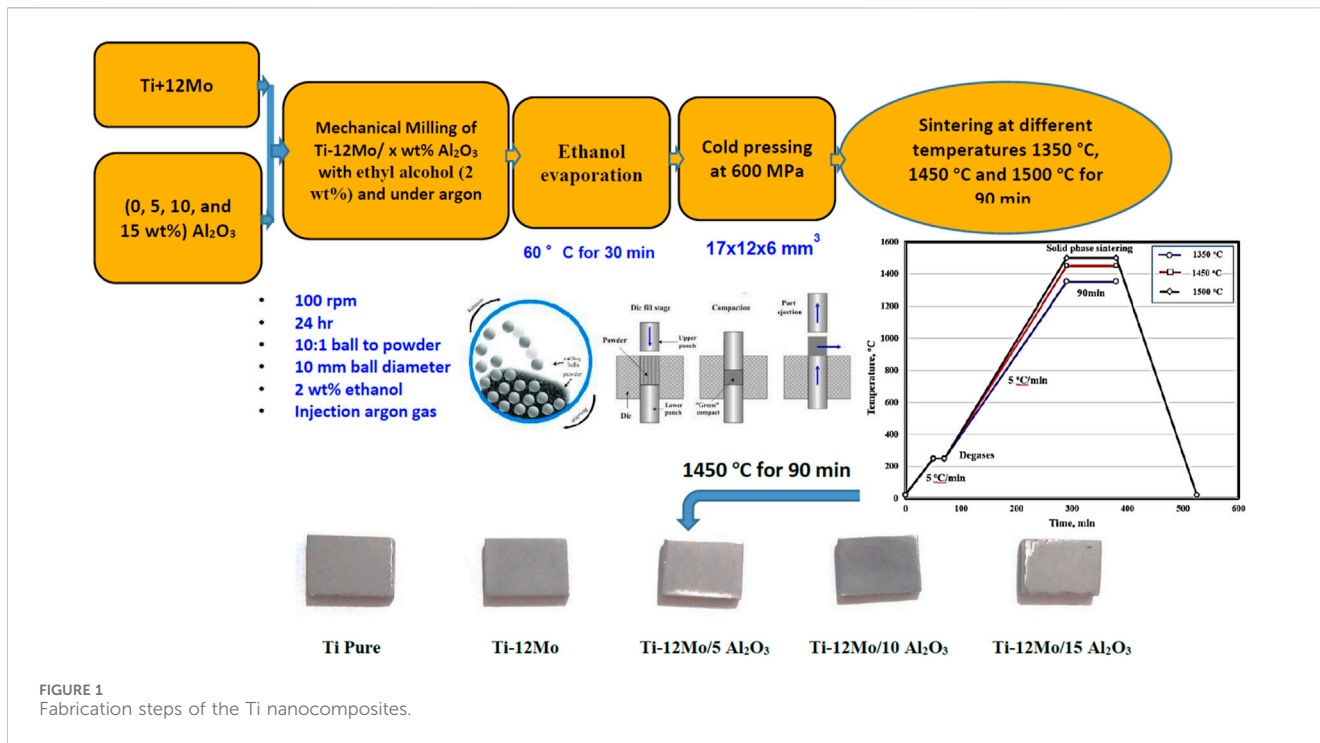 Ti+12Mo
(0, 5, 10, and
15 wt%) Al₂O₃
Mechanical Milling of
Ti-12Mo/ x wt% Al₂O₃
with ethyl alcohol (2
wt%) and under argon
Ethanol
evaporation
Cold pressing
at 600 MPa
Sintering at different
temperatures 1350 °C,
1450 °C and 1500 °C for
90 min
60 ° C for 30 min
17x12x6 mm³
• 100 rpm
• 24 hr
• 10:1 ball to powder
• 10 mm ball diameter
• 2 wt% ethanol
• Injection argon gas
powder
Die fill stage
Compaction
Part
ejection
Powder
Upper
punch
Die
Lower
punch
"Green"
compact
Solid phase sintering
1350 °C
1450 °C
1500 °C
90min
5 °C/min
Degases
5 °C/min
Temperature, °C
1600
1400
1200
1000
800
600
400
200
0
0 100 200 300 400 500 600
Time, min
1450 °C for 90 min
Ti Pure
Ti-12Mo
Ti-12Mo/5 Al₂O₃
Ti-12Mo/10 Al₂O₃
Ti-12Mo/15 Al₂O₃
FIGURE 1
Fabrication steps of the Ti nanocomposites.